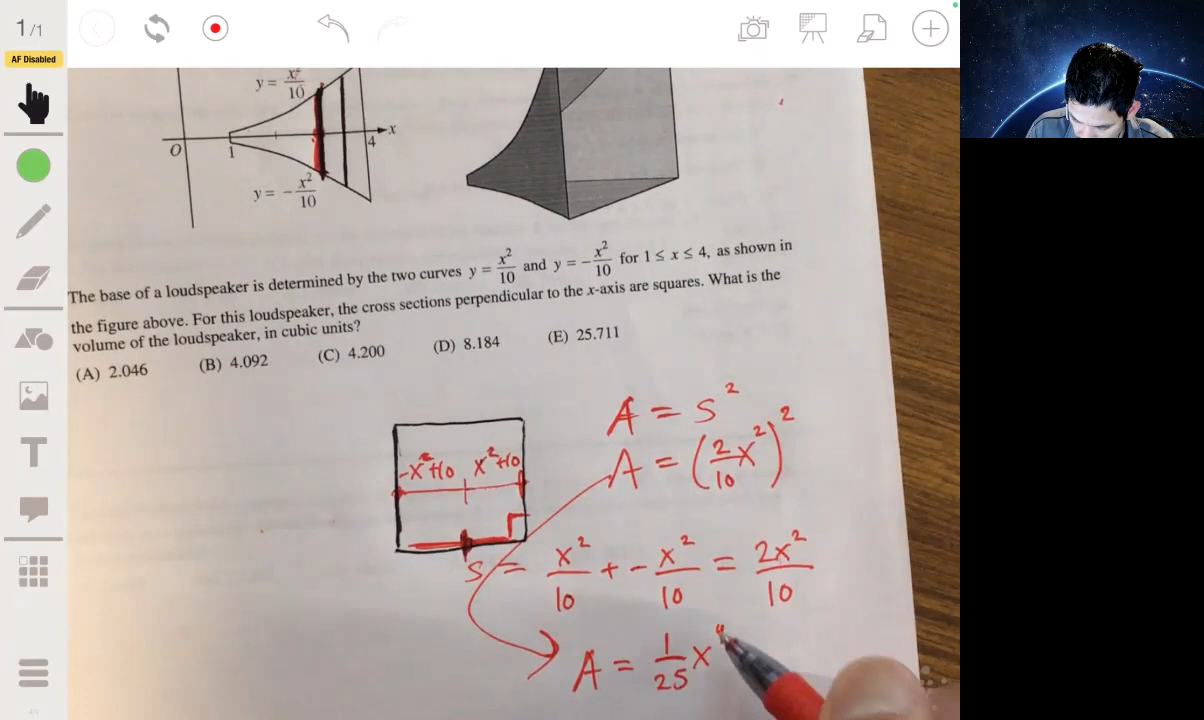 1/1
AF Disabled
y = x²/10
x
O
1
4
y = -x²/10
The base of a loudspeaker is determined by the two curves y = x²/10 and y = -x²/10 for 1 ≤ x ≤ 4, as shown in
the figure above. For this loudspeaker, the cross sections perpendicular to the x-axis are squares. What is the
volume of the loudspeaker, in cubic units?
(A) 2.046 (B) 4.092 (C) 4.200 (D) 8.184 (E) 25.711
A = s²
-x²/10 x²/10
A = (2/10 x²)²
s = x²/10 + -x²/10 = 2x²/10
A = 1/25 x⁴
T